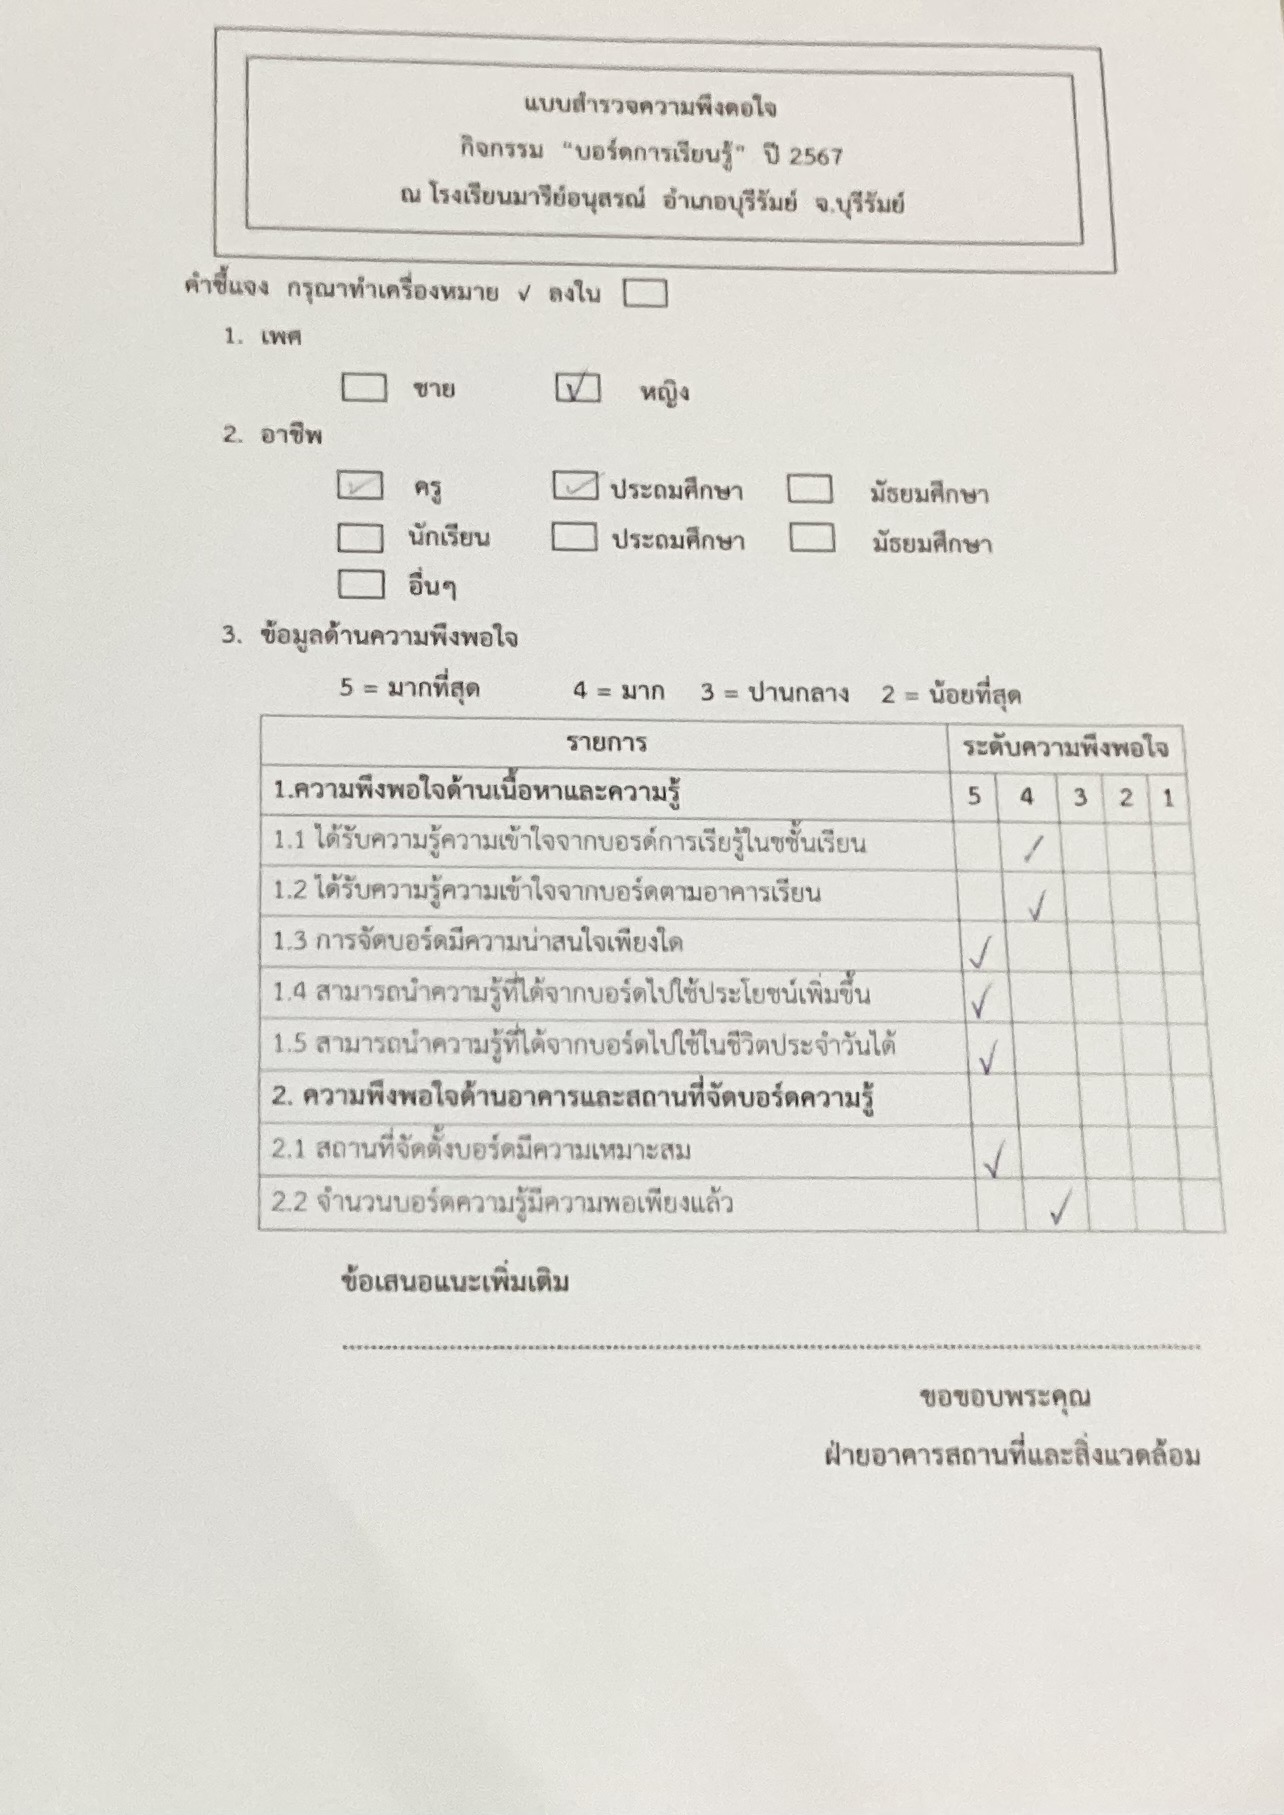 แบบสำรวจความพึงตอใจ
กิจกรรม “บอร์ดการเรียนรู้” ปี 2567
ณ โรงเรียนมารีย์อนุสรณ์ อำเภอบุรีรัมย์ จ.บุรีรัมย์
คำชี้แจง กรุณาทำเครื่องหมาย ✓ ลงใน
1. เพศ
ชาย ✓ หญิง
2. อาชีพ
✓ ครู ✓ ประถมศึกษา มัธยมศึกษา
นักเรียน ประถมศึกษา มัธยมศึกษา
อื่นๆ
3. ข้อมูลด้านความพึงพอใจ
5 = มากที่สุด 4 = มาก 3 = ปานกลาง 2 = น้อยที่สุด
รายการ ระดับความพึงพอใจ
1.ความพึงพอใจด้านเนื้อหาและความรู้ 5 4 3 2 1
1.1 ได้รับความรู้ความเข้าใจจากบอรด์การเรียรู้ในชชั้นเรียน /
1.2 ได้รับความรู้ความเข้าใจจากบอร์ดตามอาคารเรียน ✓
1.3 การจัดบอร์ดมีความน่าสนใจเพียงใด ✓
1.4 สามารถนำความรู้ที่ได้จากบอร์ดไปใช้ประโยชน์เพิ่มขึ้น ✓
1.5 สามารถนำความรู้ที่ได้จากบอร์ดไปใช้ในชีวิตประจำวันได้ ✓
2. ความพึงพอใจด้านอาคารและสถานที่จัดบอร์ดความรู้
2.1 สถานที่จัดตั้งบอร์ดมีความเหมาะสม ✓
2.2 จำนวนบอร์ดความรู้มีความพอเพียงแล้ว ✓
ข้อเสนอแนะเพิ่มเติม
ขอขอบพระคุณ
ฝ่ายอาคารสถานที่และสิ่งแวดล้อม